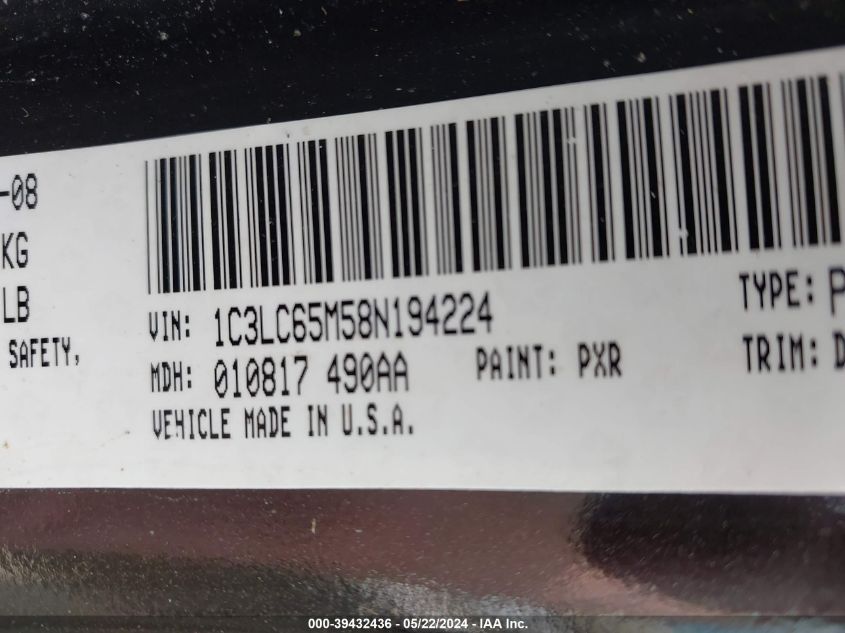 -08
KG
LB
SAFETY,
VIN: 1C3LC65M58N194224
TYPE: P
MDH: 010817 490AA
PAINT: PXR
TRIM: D
VEHICLE MADE IN U.S.A.
000-39432436 - 05/22/2024 - IAA Inc.